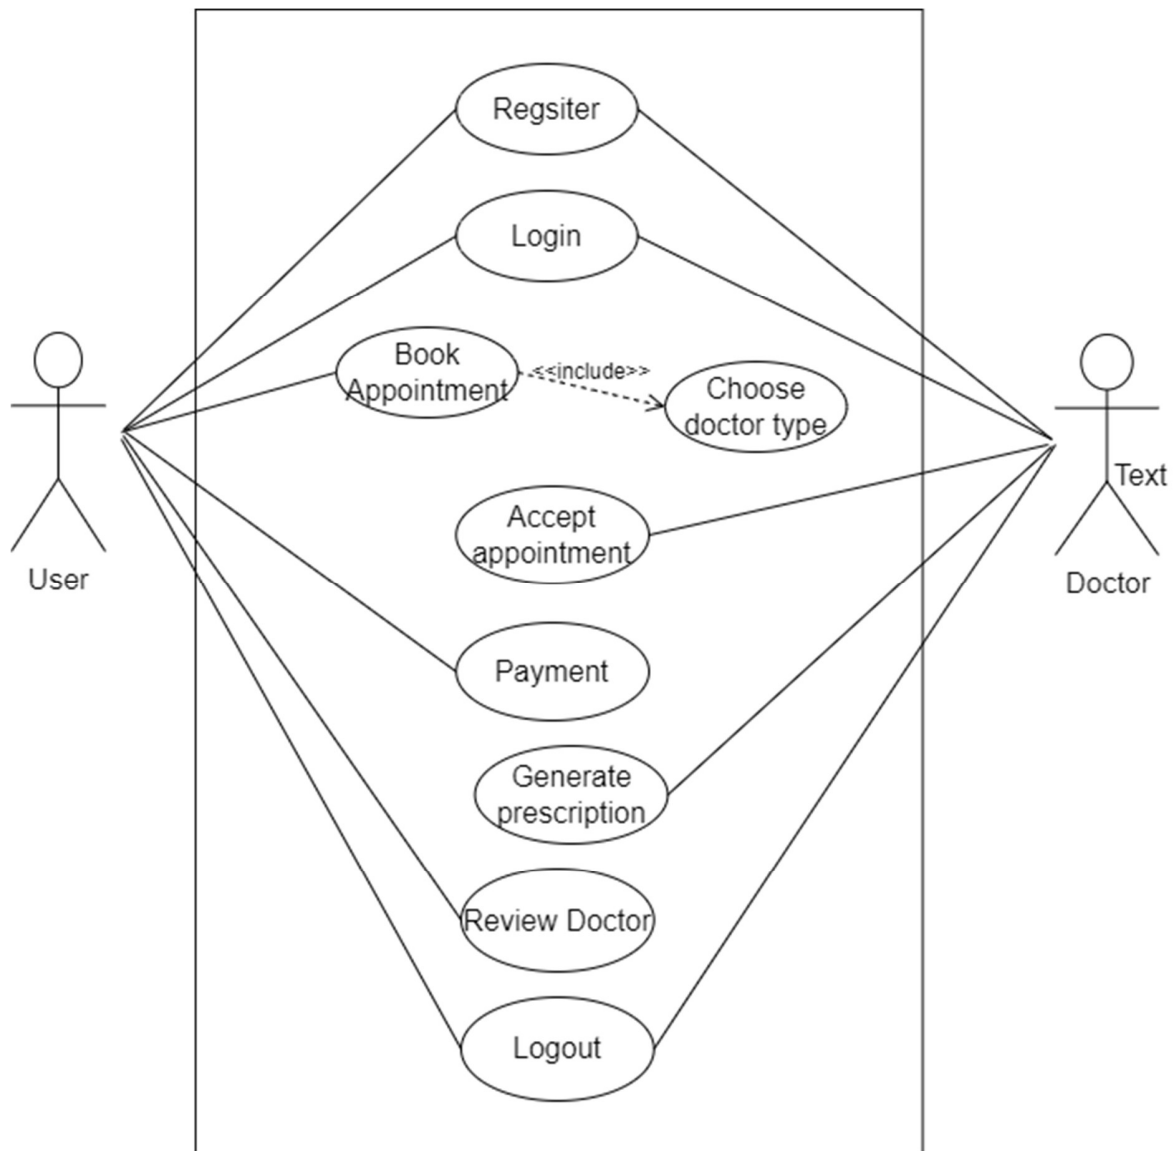 Regsiter
Login
Book
Appointment
<<include>>
Choose
doctor type
Accept
appointment
Text
User
Doctor
Payment
Generate
prescription
Review Doctor
Logout